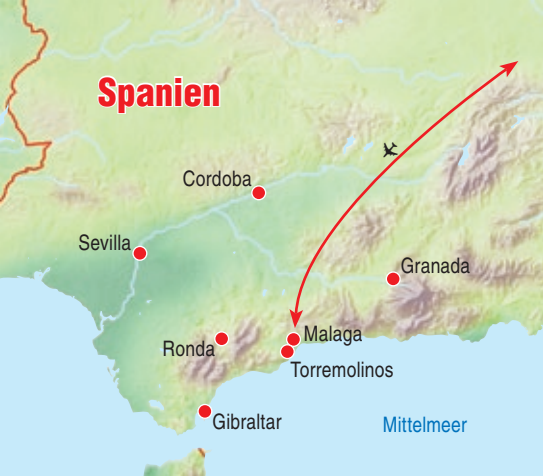 Spanien
Cordoba
Sevilla
Granada
Malaga
Ronda
Torremolinos
Gibraltar
Mittelmeer